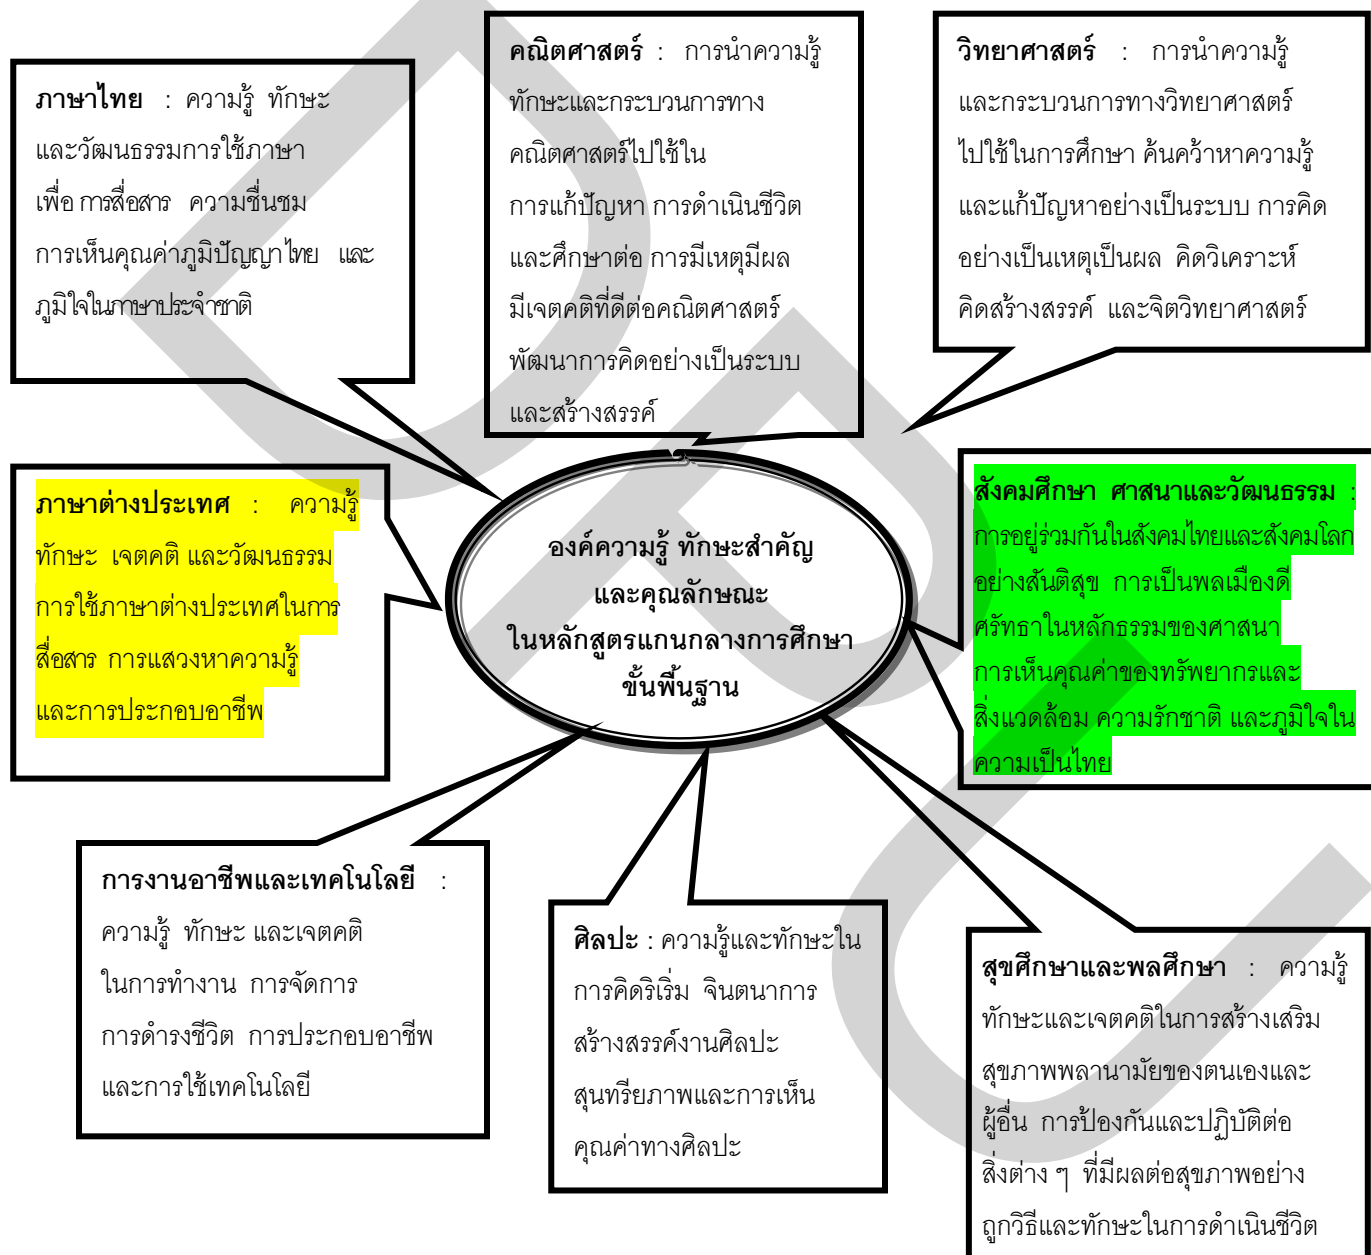 ภาษาไทย : ความรู้ ทักษะ
และวัฒนธรรมการใช้ภาษา
เพื่อ การสื่อสาร ความชื่นชม
การเห็นคุณค่าภูมิปัญญาไทย และ
ภูมิใจในภาษาประจำชาติ
คณิตศาสตร์ : การนำความรู้
ทักษะและกระบวนการทาง
คณิตศาสตร์ไปใช้ใน
การแก้ปัญหา การดำเนินชีวิต
และศึกษาต่อ การมีเหตุมีผล
มีเจตคติที่ดีต่อคณิตศาสตร์
พัฒนาการคิดอย่างเป็นระบบ
และสร้างสรรค์
วิทยาศาสตร์ : การนำความรู้
และกระบวนการทางวิทยาศาสตร์
ไปใช้ในการศึกษา ค้นคว้าหาความรู้
และแก้ปัญหาอย่างเป็นระบบ การคิด
อย่างเป็นเหตุเป็นผล คิดวิเคราะห์
คิดสร้างสรรค์ และจิตวิทยาศาสตร์
ภาษาต่างประเทศ : ความรู้
ทักษะ เจตคติ และวัฒนธรรม
การใช้ภาษาต่างประเทศในการ
สื่อสาร การแสวงหาความรู้
และการประกอบอาชีพ
องค์ความรู้ ทักษะสำคัญ
และคุณลักษณะ
ในหลักสูตรแกนกลางการศึกษา
ขั้นพื้นฐาน
สังคมศึกษา ศาสนาและวัฒนธรรม :
การอยู่ร่วมกันในสังคมไทยและสังคมโลก
อย่างสันติสุข การเป็นพลเมืองดี
ศรัทธาในหลักธรรมของศาสนา
การเห็นคุณค่าของทรัพยากรและ
สิ่งแวดล้อม ความรักชาติ และภูมิใจใน
ความเป็นไทย
การงานอาชีพและเทคโนโลยี :
ความรู้ ทักษะ และเจตคติ
ในการทำงาน การจัดการ
การดำรงชีวิต การประกอบอาชีพ
และการใช้เทคโนโลยี
ศิลปะ : ความรู้และทักษะใน
การคิดริเริ่ม จินตนาการ
สร้างสรรค์งานศิลปะ
สุนทรียภาพและการเห็น
คุณค่าทางศิลปะ
สุขศึกษาและพลศึกษา : ความรู้
ทักษะและเจตคติในการสร้างเสริม
สุขภาพพลานามัยของตนเองและ
ผู้อื่น การป้องกันและปฏิบัติต่อ
สิ่งต่าง ๆ ที่มีผลต่อสุขภาพอย่าง
ถูกวิธีและทักษะในการดำเนินชีวิต